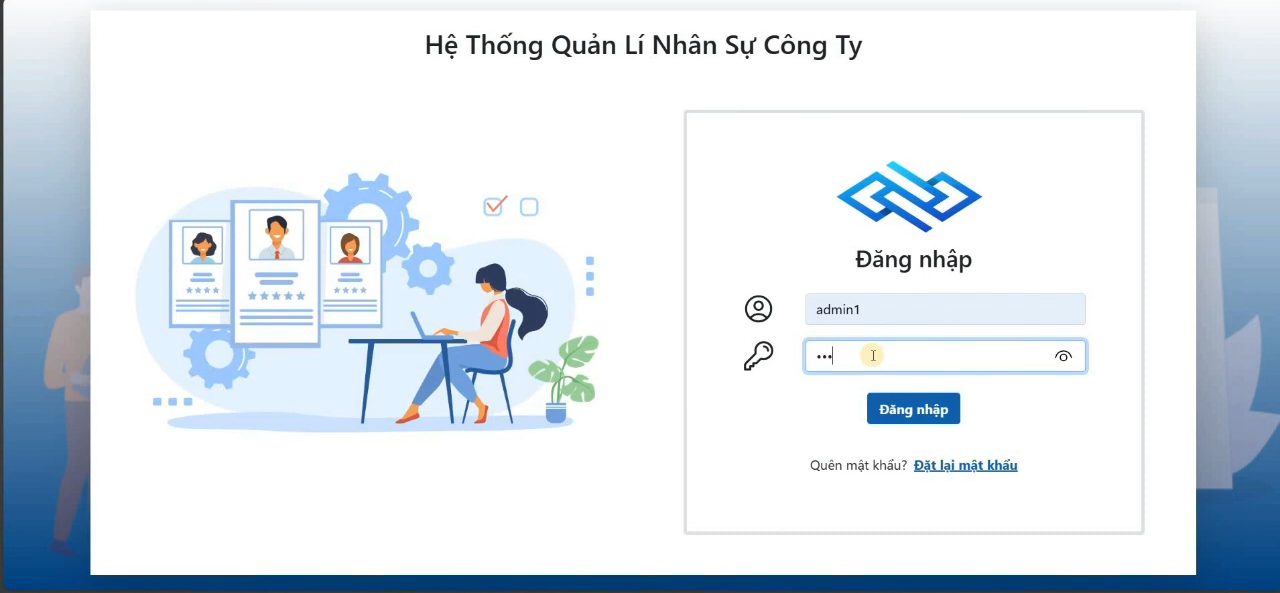 Hệ Thống Quản Lí Nhân Sự Công Ty
Đăng nhập
admin1
•••
Đăng nhập
Quên mật khẩu? Đặt lại mật khẩu